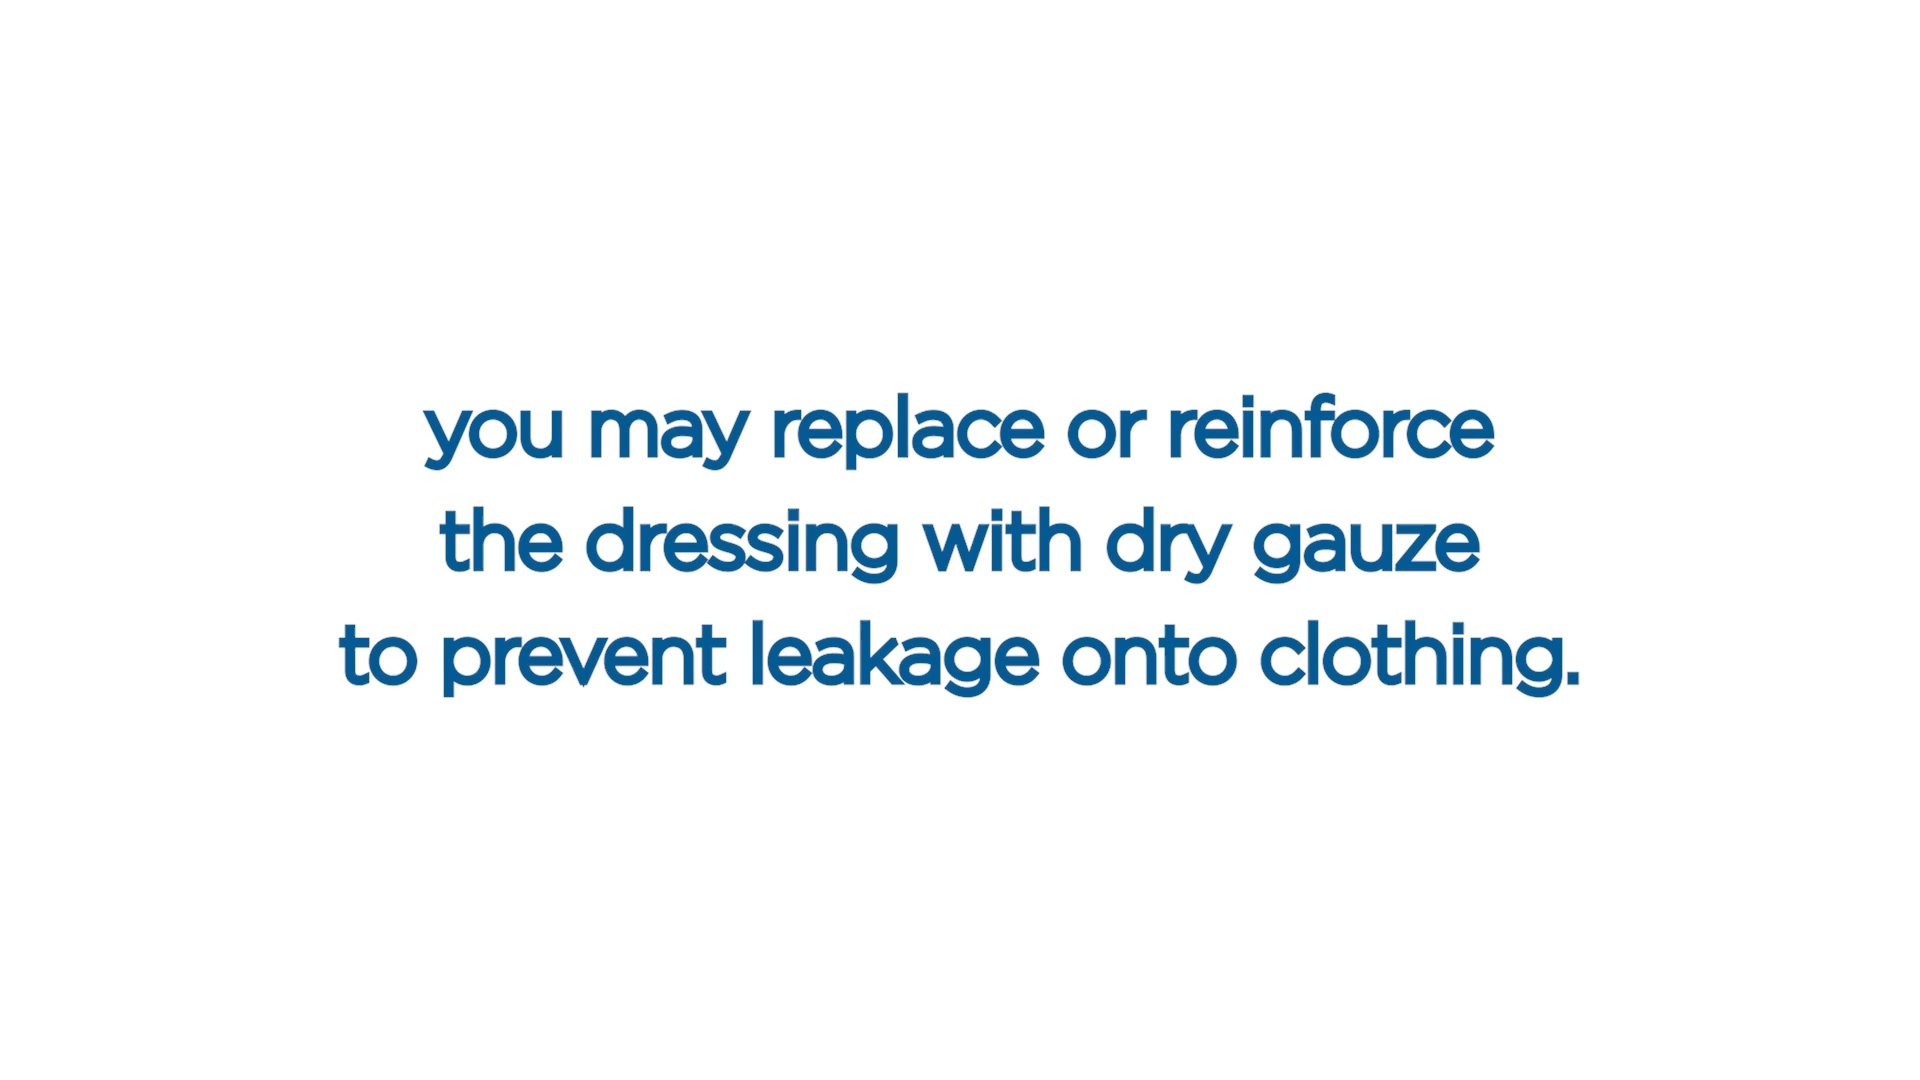 you may replace or reinforce
the dressing with dry gauze
to prevent leakage onto clothing.